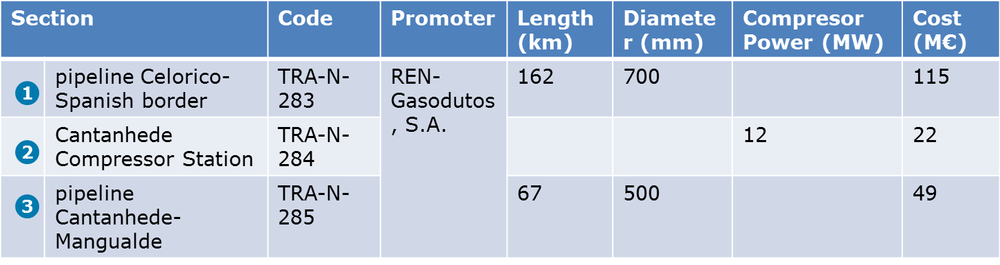 Section Code Promoter Length (km) Diamete r (mm) Compresor Power (MW) Cost (M€)
1 pipeline Celorico- Spanish border TRA-N- 283 REN- Gasodutos , S.A. 162 700 115
2 Cantanhede Compressor Station TRA-N- 284 12 22
3 pipeline Cantanhede- Mangualde TRA-N- 285 67 500 49